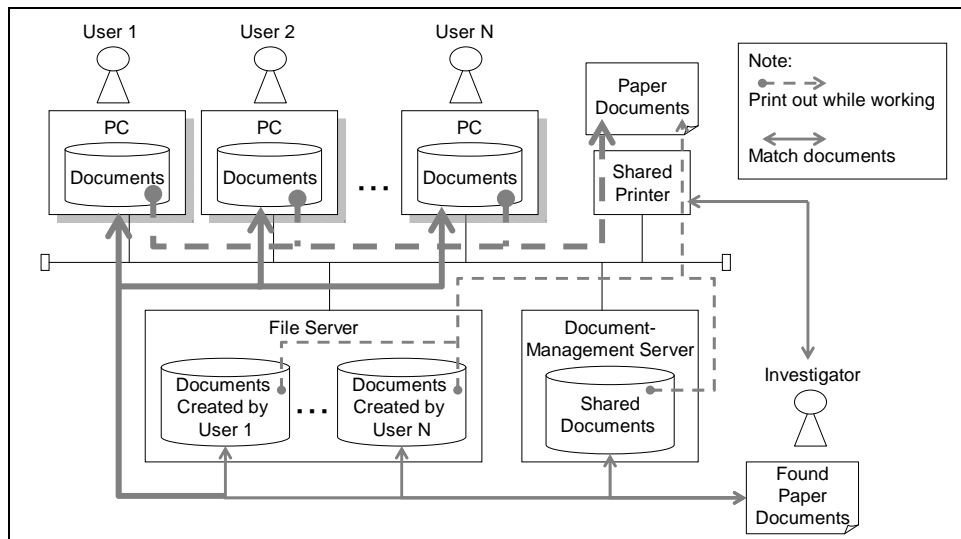 User 1
User 2
User N
PC
Documents
PC
Documents
...
PC
Documents
Paper
Documents
Shared
Printer
Note:
Print out while working
Match documents
File Server
Documents
Created by
User 1
...
Documents
Created by
User N
Document-
Management Server
Shared
Documents
Investigator
Found
Paper
Documents